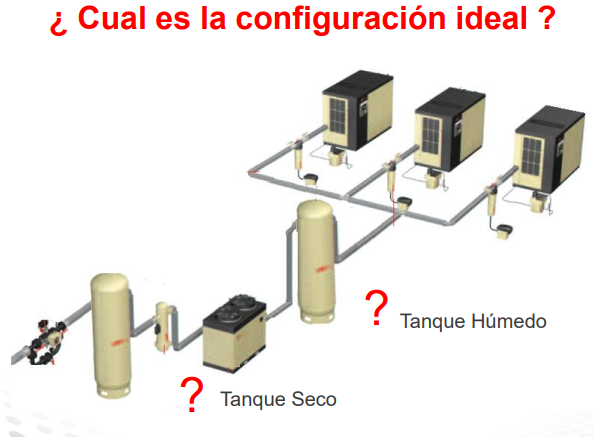 ¿ Cual es la configuración ideal ?
? Tanque Húmedo
? Tanque Seco